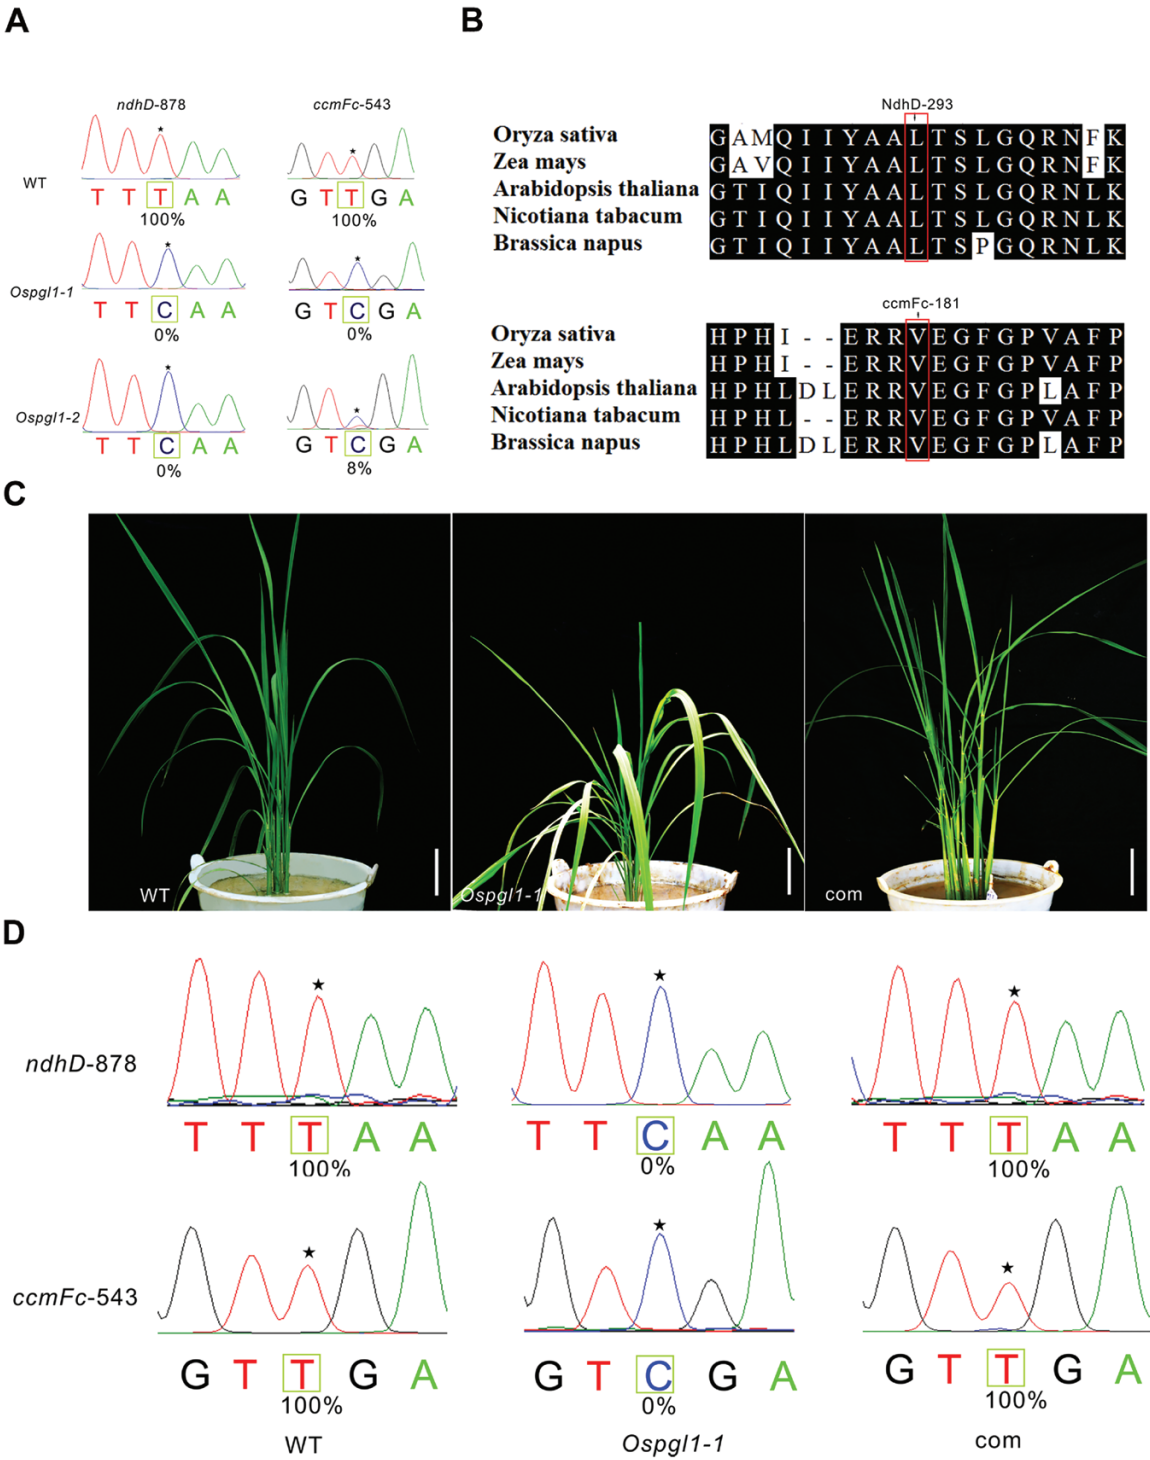 A
B
ndhD-878
ccmFc-543
WT
T T T A A
G T T G A
100%
100%
Ospgl1-1
T T C A A
G T C G A
0%
0%
Ospgl1-2
T T C A A
G T C G A
0%
8%
NdhD-293
Oryza sativa G A M Q I I Y A A L T S L G Q R N F K
Zea mays G A V Q I I Y A A L T S L G Q R N F K
Arabidopsis thaliana G T I Q I I Y A A L T S L G Q R N L K
Nicotiana tabacum G T I Q I I Y A A L T S L G Q R N L K
Brassica napus G T I Q I I Y A A L T S P G Q R N L K
ccmFc-181
Oryza sativa H P H I - - E R R V E G F G P V A F P
Zea mays H P H I - - E R R V E G F G P V A F P
Arabidopsis thaliana H P H L D L E R R V E G F G P L A F P
Nicotiana tabacum H P H L - - E R R V E G F G P V A F P
Brassica napus H P H L D L E R R V E G F G P L A F P
C
WT
Ospgl1-1
com
D
ndhD-878
T T T A A
T T C A A
T T T A A
100%
0%
100%
ccmFc-543
G T T G A
G T C G A
G T T G A
100%
0%
100%
WT
Ospgl1-1
com